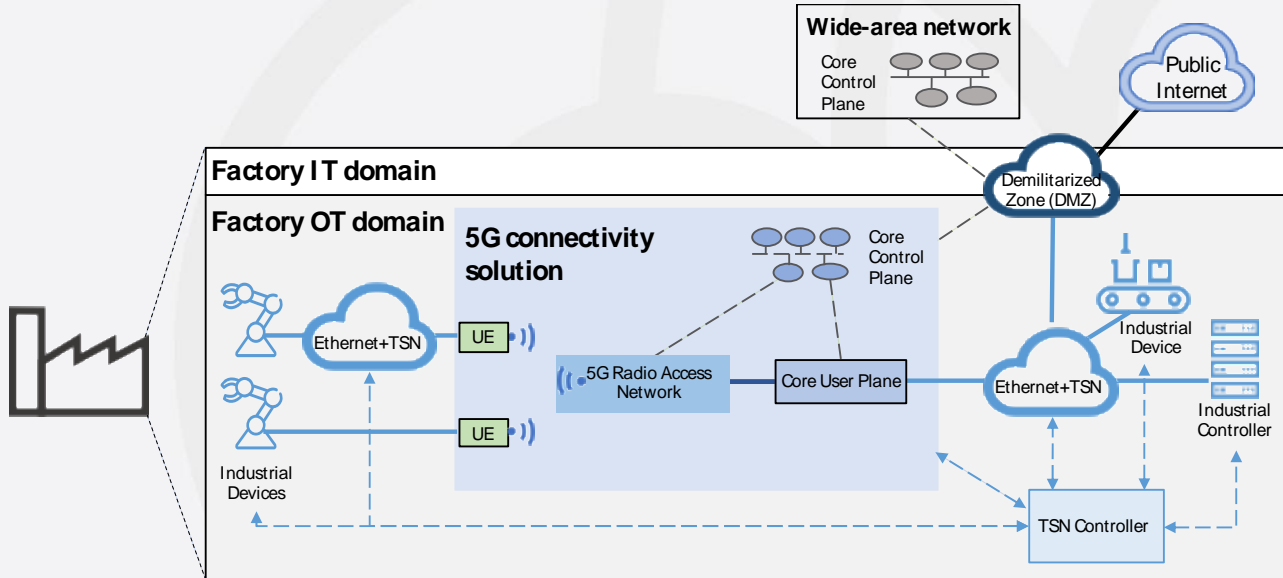 Wide-area network
Core
Control
Plane
Public
Internet
Factory IT domain
Demilitarized
Zone (DMZ)
Factory OT domain
5G connectivity
solution
Core
Control
Plane
Ethernet+TSN
UE
Industrial
Device
5G Radio Access
Network
Core User Plane
Ethernet+TSN
Industrial
Controller
UE
Industrial
Devices
TSN Controller